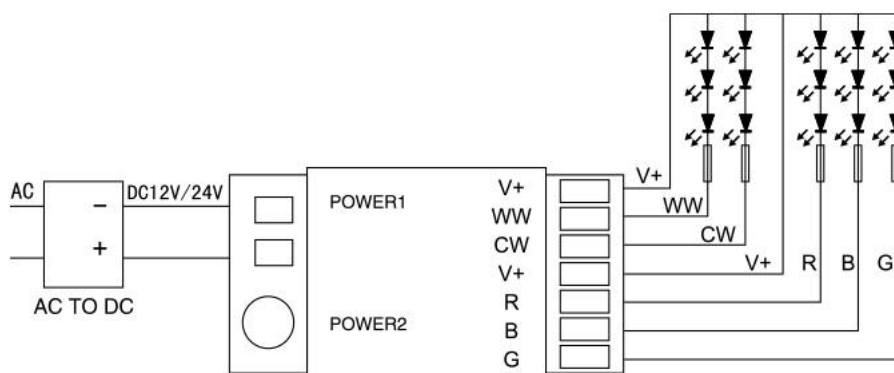 AC
DC12V/24V
−
+
AC TO DC
POWER1
POWER2
V+
WW
CW
V+
R
B
G
V+
WW
CW
V+
R
B
G